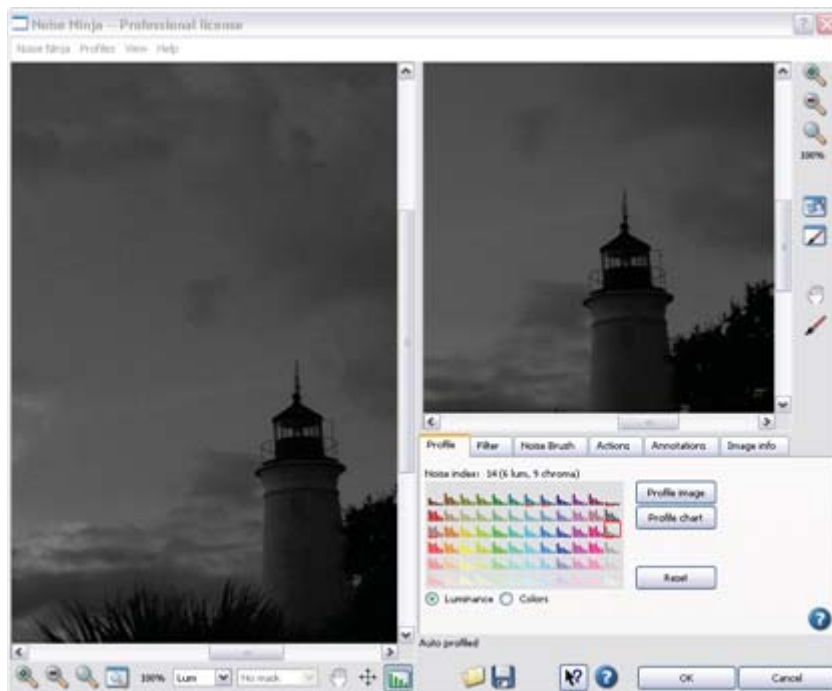 Noise Ninja -- Professional license
Noise Ninja Profiles View Help
100%
Profile Filter Noise Brush Actions Annotations Image info
Noise index: 14 (6 lum, 9 chroma)
Profile image
Profile chart
Reset
Luminance Colors
Auto profiled
100% Lum No mask OK Cancel